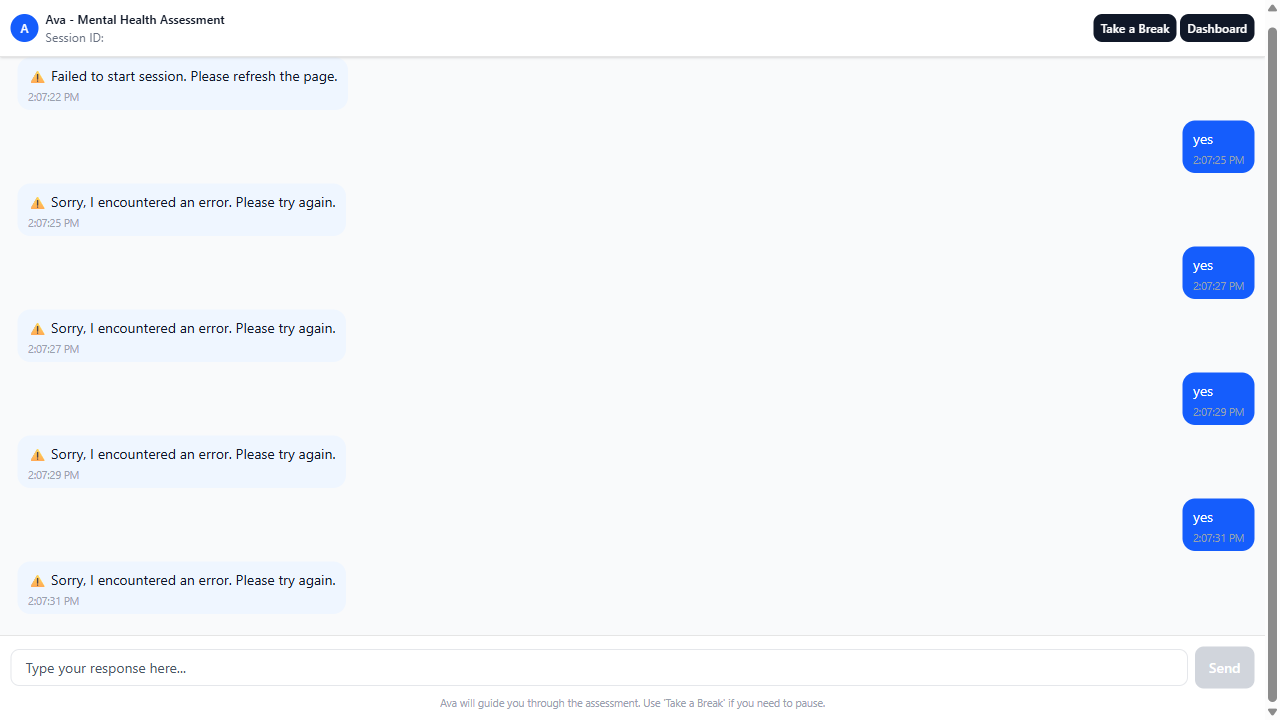 A
Ava - Mental Health Assessment
Session ID:
Take a Break
Dashboard
⚠️ Failed to start session. Please refresh the page.
2:07:22 PM
yes
2:07:25 PM
⚠️ Sorry, I encountered an error. Please try again.
2:07:25 PM
yes
2:07:27 PM
⚠️ Sorry, I encountered an error. Please try again.
2:07:27 PM
yes
2:07:29 PM
⚠️ Sorry, I encountered an error. Please try again.
2:07:29 PM
yes
2:07:31 PM
⚠️ Sorry, I encountered an error. Please try again.
2:07:31 PM
Type your response here...
Send
Ava will guide you through the assessment. Use 'Take a Break' if you need to pause.